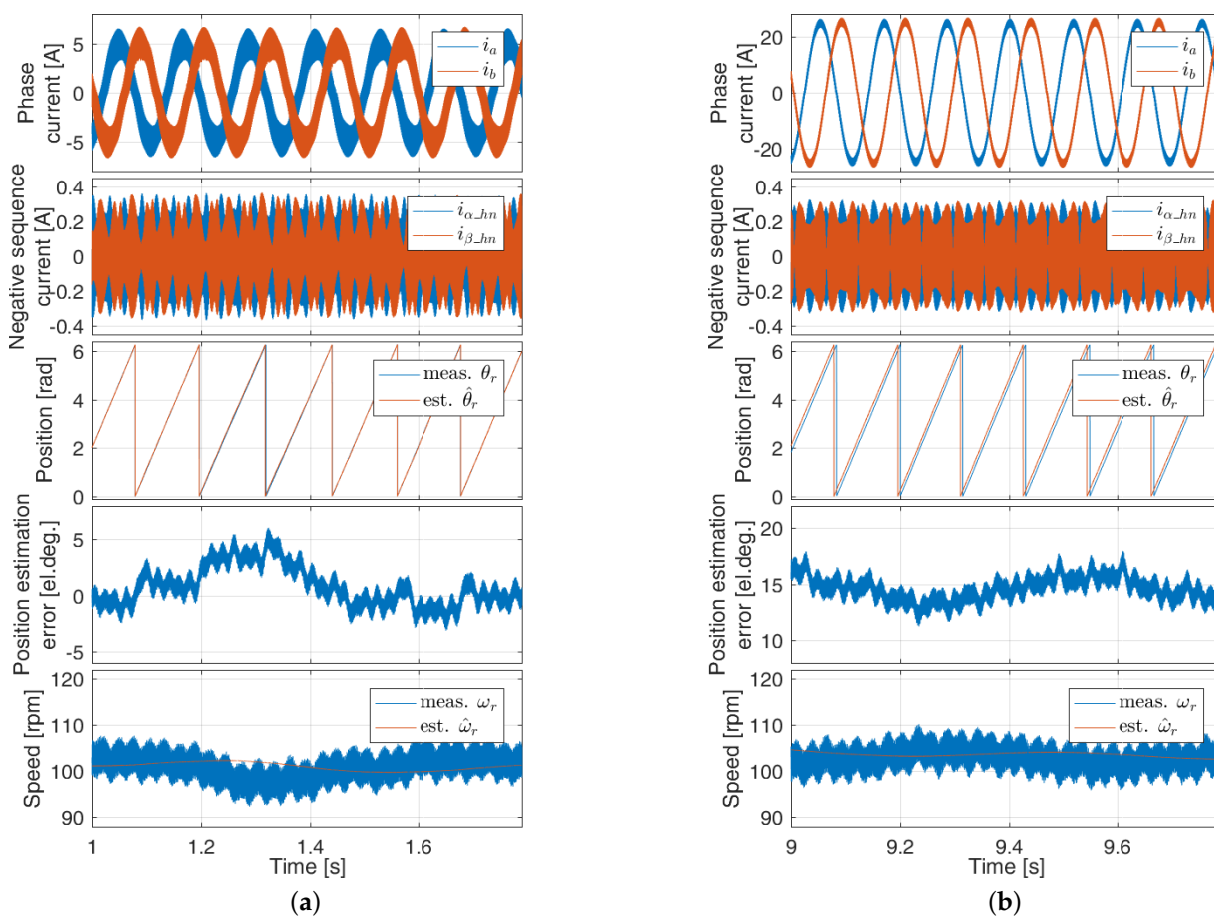 Phase
current [A]
5
0
-5
i_a
i_b
Negative sequence
current [A]
0.4
0.2
0
-0.2
-0.4
i_α_hn
i_β_hn
Position [rad]
6
4
2
0
meas. θ_r
est. θ̂_r
Position estimation
error [el.deg.]
5
0
-5
Speed [rpm]
120
110
100
90
meas. ω_r
est. ω̂_r
1 1.2 1.4 1.6
Time [s]
(a)
Phase
current [A]
20
0
-20
i_a
i_b
Negative sequence
current [A]
0.4
0.2
0
-0.2
-0.4
i_α_hn
i_β_hn
Position [rad]
6
4
2
0
meas. θ_r
est. θ̂_r
Position estimation
error [el.deg.]
20
15
10
Speed [rpm]
120
110
100
90
meas. ω_r
est. ω̂_r
9 9.2 9.4 9.6
Time [s]
(b)